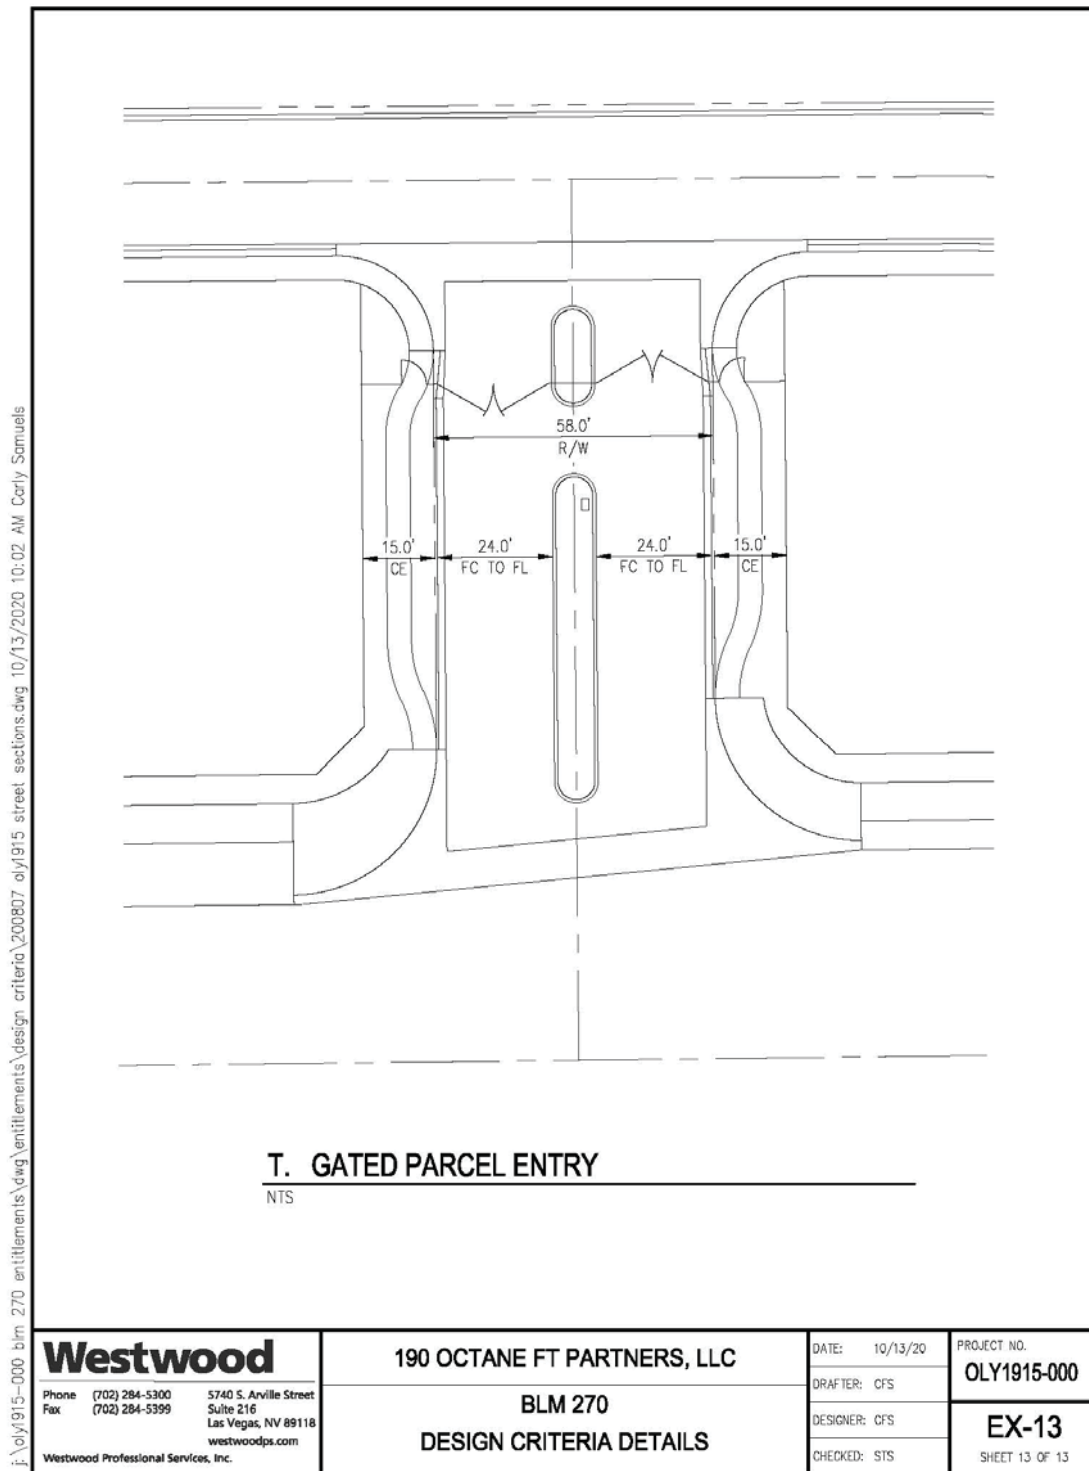 58.0'
R/W
15.0'
CE
24.0'
FC TO FL
24.0'
FC TO FL
15.0'
CE
T. GATED PARCEL ENTRY
NTS
j:\oly1915-000 blm 270 entitlements\dwg\entitlements\design criteria\200807 oly1915 street sections.dwg 10/13/2020 10:02 AM Carly Samuels
Westwood
Phone (702) 284-5300
Fax (702) 284-5399
5740 S. Arville Street
Suite 216
Las Vegas, NV 89118
westwoodps.com
Westwood Professional Services, Inc.
190 OCTANE FT PARTNERS, LLC
BLM 270
DESIGN CRITERIA DETAILS
DATE: 10/13/20
DRAFTER: CFS
DESIGNER: CFS
CHECKED: STS
PROJECT NO.
OLY1915-000
EX-13
SHEET 13 OF 13